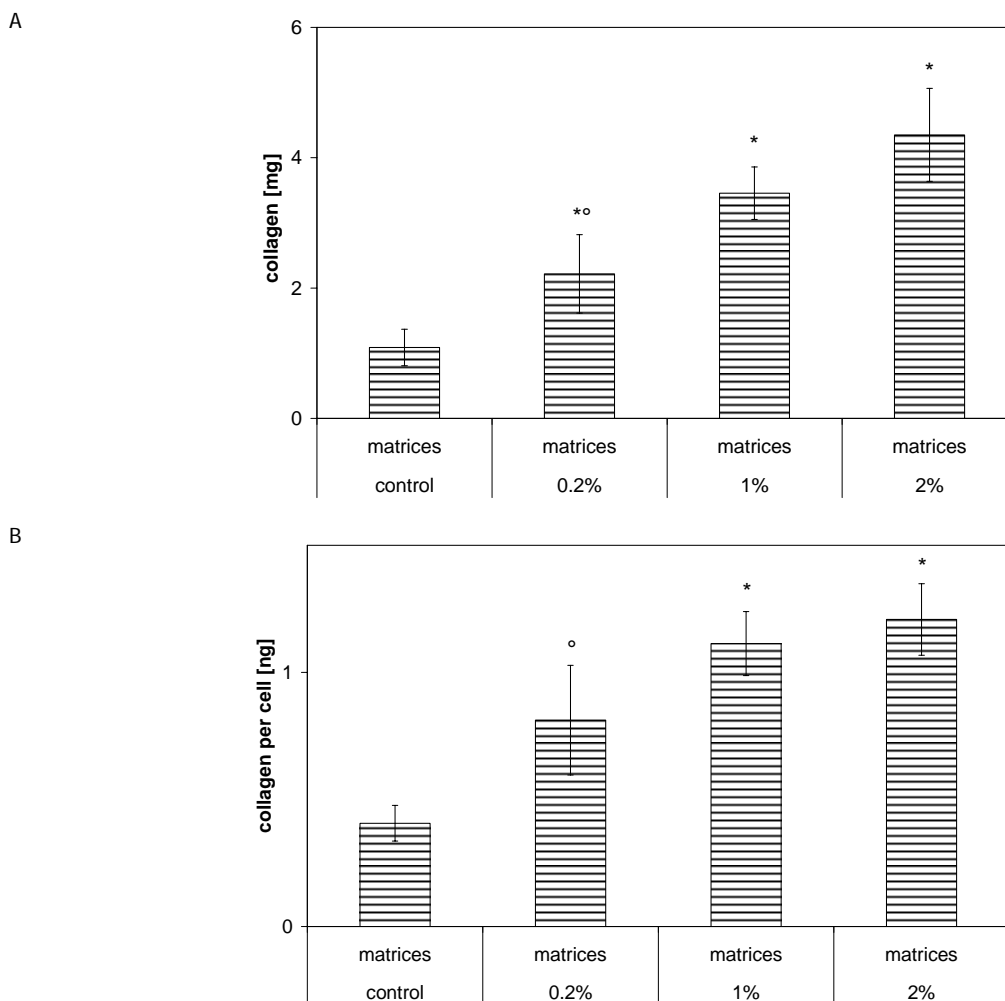 A
6
4
2
0
collagen [mg]
*°
*
*
matrices matrices matrices matrices
control 0.2% 1% 2%
B
1
0
collagen per cell [ng]
°
*
*
matrices matrices matrices matrices
control 0.2% 1% 2%